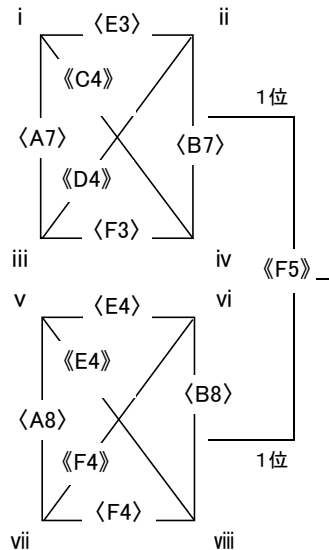 i 〈E3〉 ii
《C4》
1位
〈A7〉 〈B7〉
《D4》
〈F3〉
iii iv
《F5》
v 〈E4〉 vi
《E4》
〈B8〉
〈A8〉
《F4》
1位
〈F4〉
vii viii